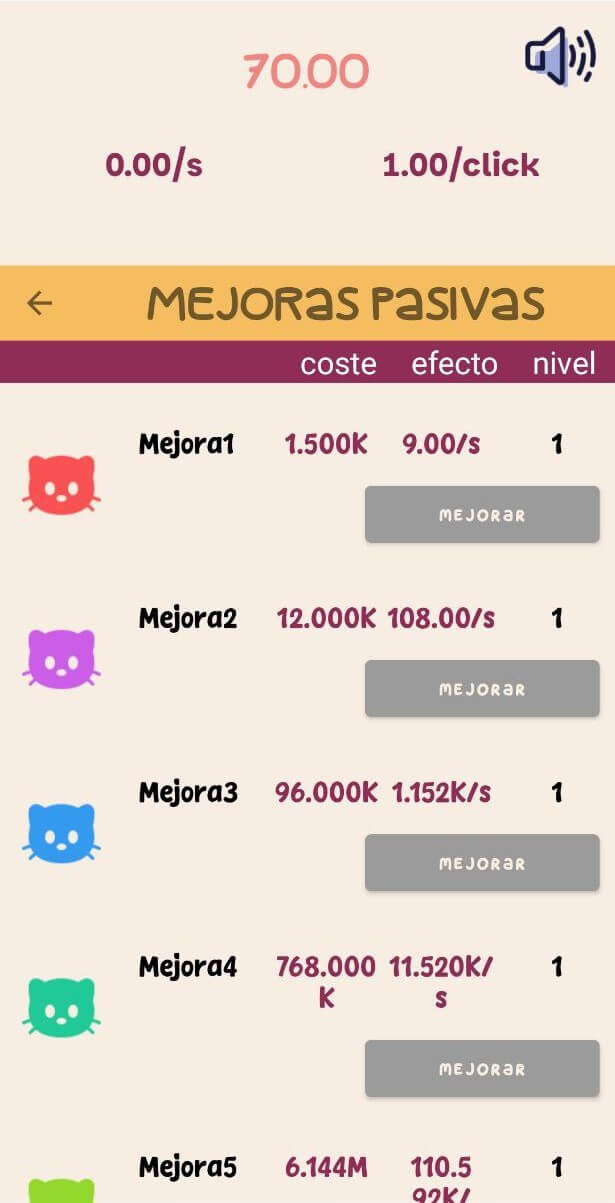 70.00
0.00/s 1.00/click
MEJORAS PASIVAS
coste efecto nivel
Mejora1 1.500K 9.00/s 1
MEJORAR
Mejora2 12.000K 108.00/s 1
MEJORAR
Mejora3 96.000K 1.152K/s 1
MEJORAR
Mejora4 768.000 11.520K/ 1
K s
MEJORAR
Mejora5 6.144M 110.5 1
92K/